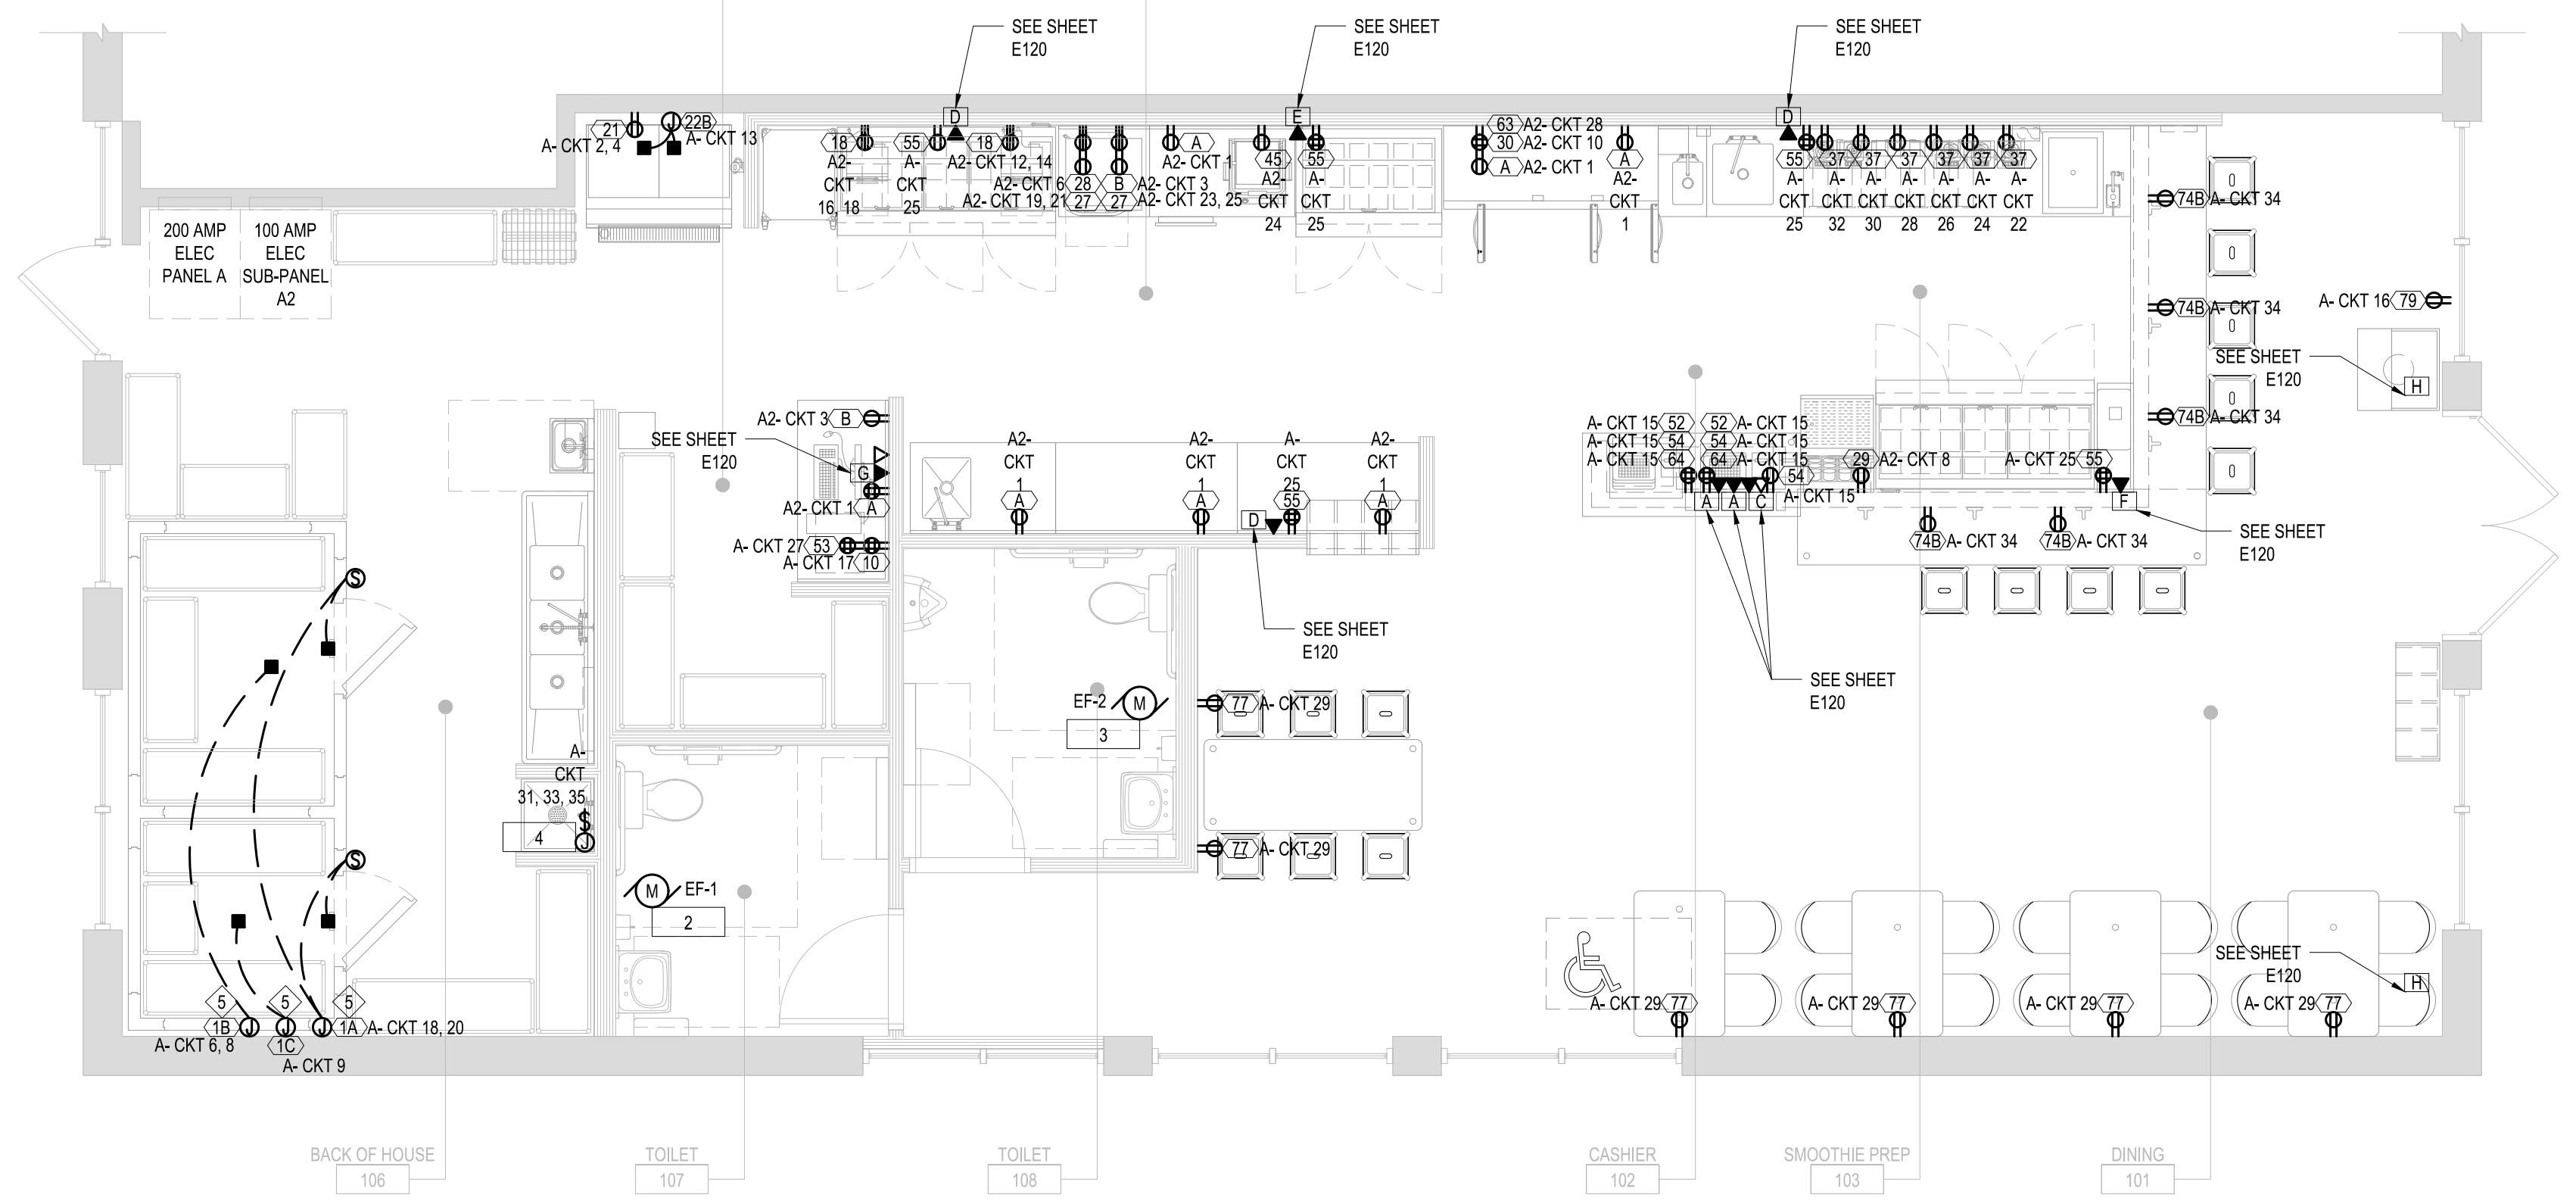 SEE SHEET
E120
SEE SHEET
E120
SEE SHEET
E120
D
E
D
21
A- CKT 2, 4
J
22B
A- CKT 13
18
A2-
CKT
16, 18
55
A-
CKT
25
18
A2- CKT 12, 14
A2- CKT 6
28
A2- CKT 19, 21
27
B
A2- CKT 3
27
A2- CKT 23, 25
A
A2- CKT 1
45
A2-
CKT
24
55
A-
CKT
25
63
A2- CKT 28
30
A2- CKT 10
A
A2- CKT 1
A
A2-
CKT
1
55
A-
CKT
25
37
A-
CKT
32
37
A-
CKT
30
37
A-
CKT
28
37
A-
CKT
26
37
A-
CKT
24
37
A-
CKT
22
200 AMP
ELEC
PANEL A
100 AMP
ELEC
SUB-PANEL
A2
74B
A- CKT 34
74B
A- CKT 34
74B
A- CKT 34
A- CKT 16
79
SEE SHEET
E120
H
A2- CKT 3
B
SEE SHEET
E120
G
A2- CKT 1
A
A- CKT 27
53
A- CKT 17
10
A2-
CKT
1
A
A2-
CKT
1
A
A-
CKT
25
55
A2-
CKT
1
A
D
SEE SHEET
E120
A- CKT 15
52
52
A- CKT 15
A- CKT 15
54
54
A- CKT 15
A- CKT 15
64
64
A- CKT 15
54
A- CKT 15
29
A2- CKT 8
A- CKT 25
55
A
A
C
F
SEE SHEET
E120
74B
A- CKT 34
74B
A- CKT 34
SEE SHEET
E120
S
EF-2
M
3
77
A- CKT 29
77
A- CKT 29
A-
CKT
31, 33, 35
$
4
J
S
M
EF-1
2
5
5
5
1B
J
J
J
1A
A- CKT 18, 20
A- CKT 6, 8
1C
A- CKT 9
SEE SHEET
E120
H
A- CKT 29
77
A- CKT 29
77
A- CKT 29
77
A- CKT 29
77
BACK OF HOUSE
106
TOILET
107
TOILET
108
CASHIER
102
SMOOTHIE PREP
103
DINING
101